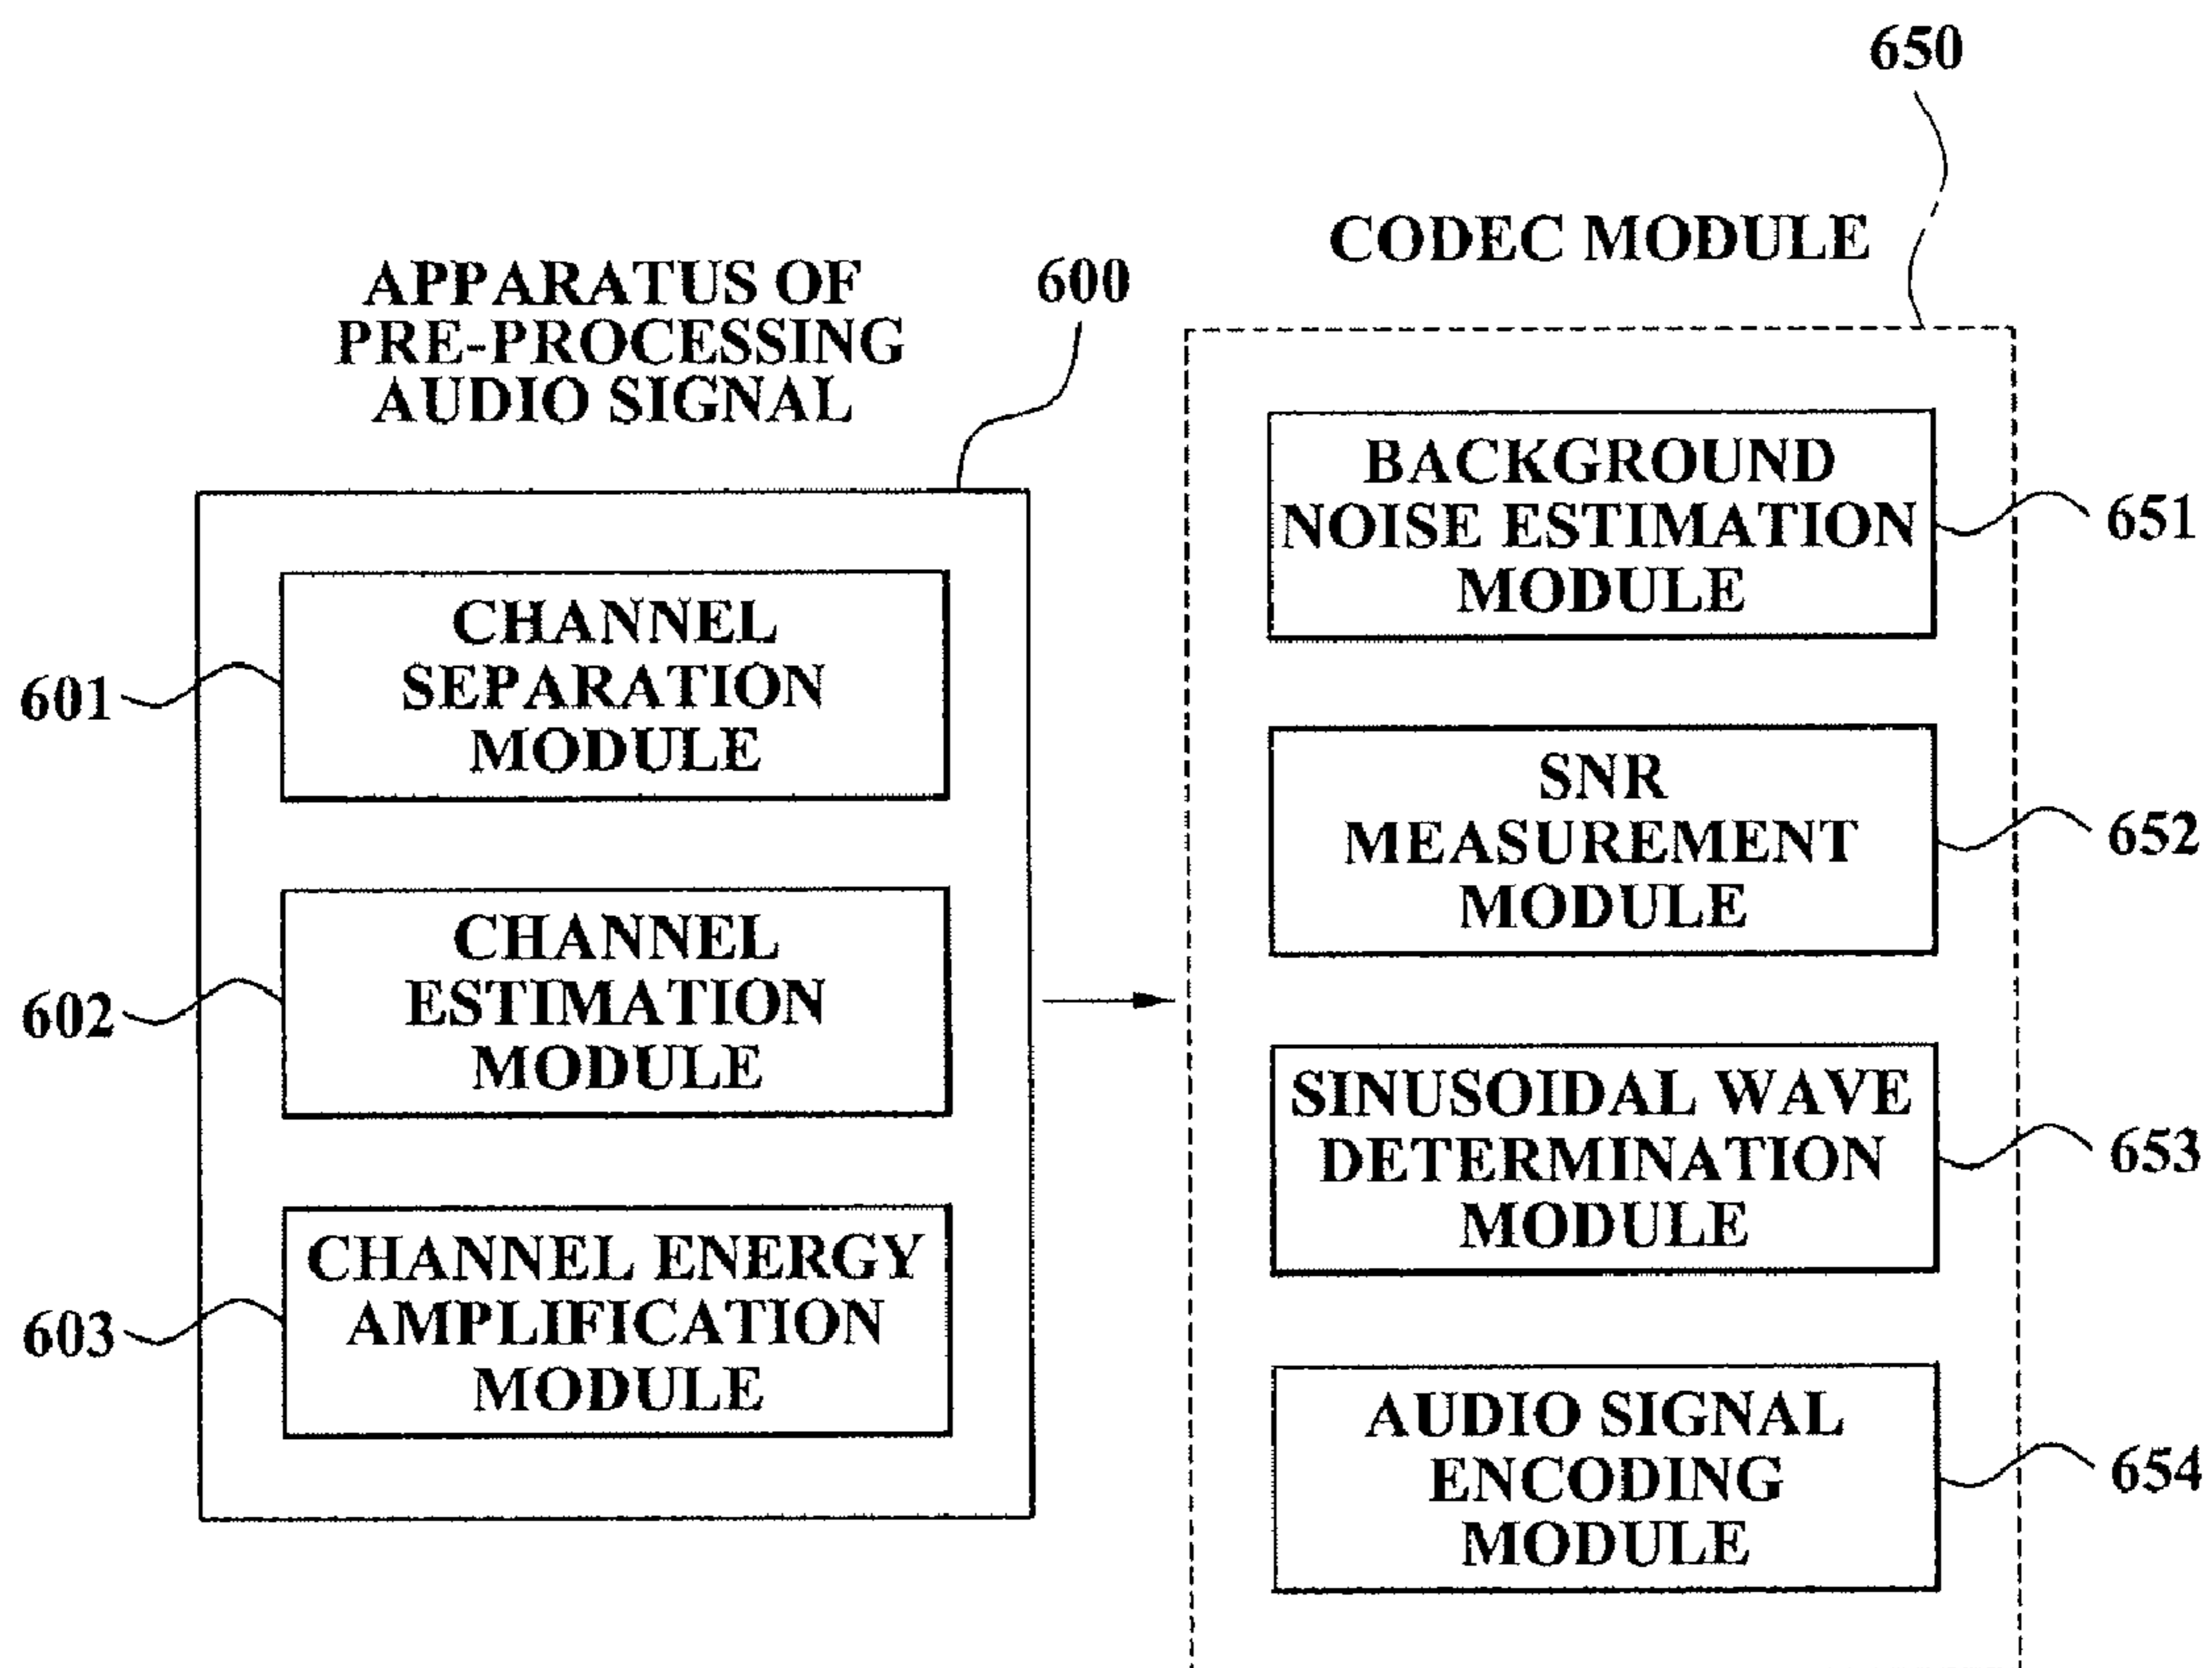 650
CODEC MODULE
APPARATUS OF
PRE-PROCESSING
AUDIO SIGNAL
600
CHANNEL
SEPARATION
MODULE
601
CHANNEL
ESTIMATION
MODULE
602
CHANNEL ENERGY
AMPLIFICATION
MODULE
603
BACKGROUND
NOISE ESTIMATION
MODULE
651
SNR
MEASUREMENT
MODULE
652
SINUSOIDAL WAVE
DETERMINATION
MODULE
653
AUDIO SIGNAL
ENCODING
MODULE
654